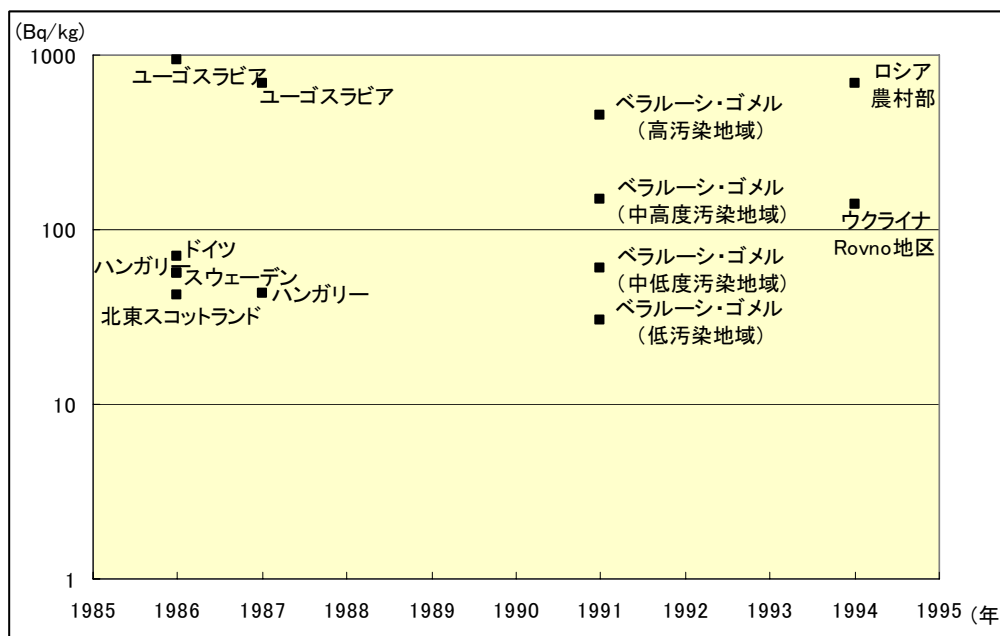 (Bq/kg)
1000
ユーゴスラビア
ユーゴスラビア
ロシア
農村部
ベラルーシ・ゴメル
（高汚染地域）
ベラルーシ・ゴメル
（中高度汚染地域）
100
ウクライナ
Rovno地区
ドイツ
ハンガリー
スウェーデン
ハンガリー
北東スコットランド
ベラルーシ・ゴメル
（中低度汚染地域）
ベラルーシ・ゴメル
（低汚染地域）
10
1
1985 1986 1987 1988 1989 1990 1991 1992 1993 1994 1995 (年